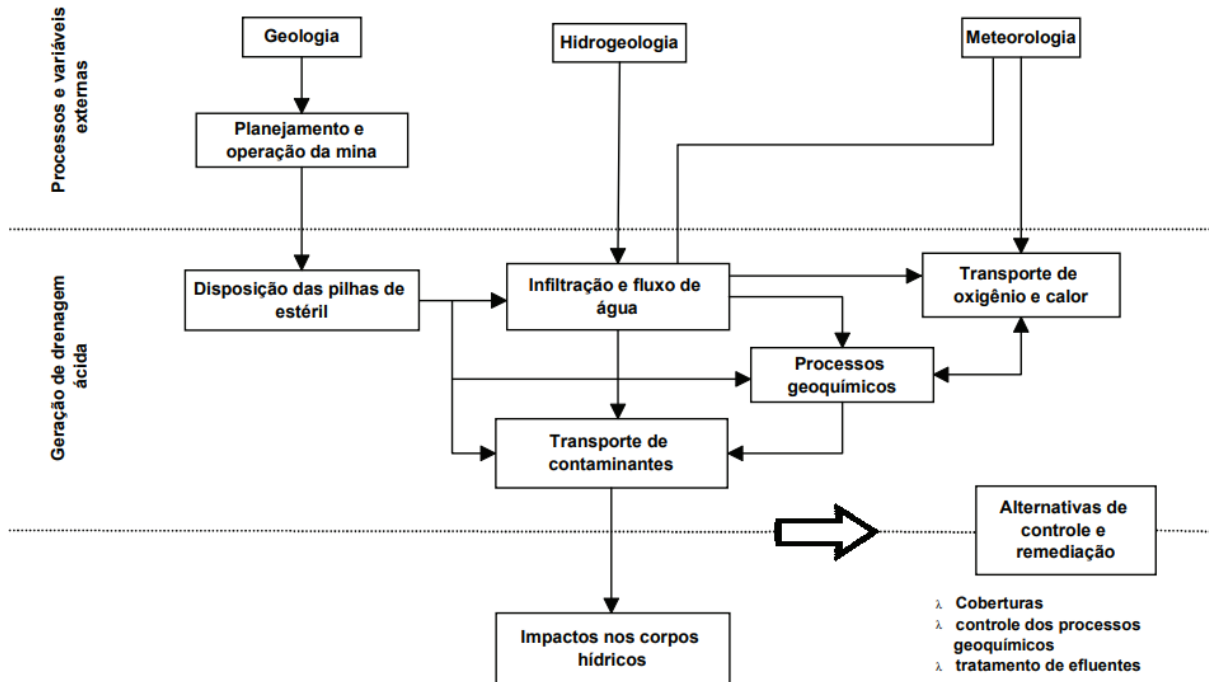 Processos e variáveis
externas
Geologia
Hidrogeologia
Meteorologia
Planejamento e
operação da mina
Geração de drenagem
ácida
Disposição das pilhas de
estéril
Infiltração e fluxo de
água
Transporte de
oxigênio e calor
Processos
geoquímicos
Transporte de
contaminantes
Alternativas de
controle e
remediação
Impactos nos corpos
hídricos
λ Coberturas
λ controle dos processos
geoquímicos
λ tratamento de efluentes